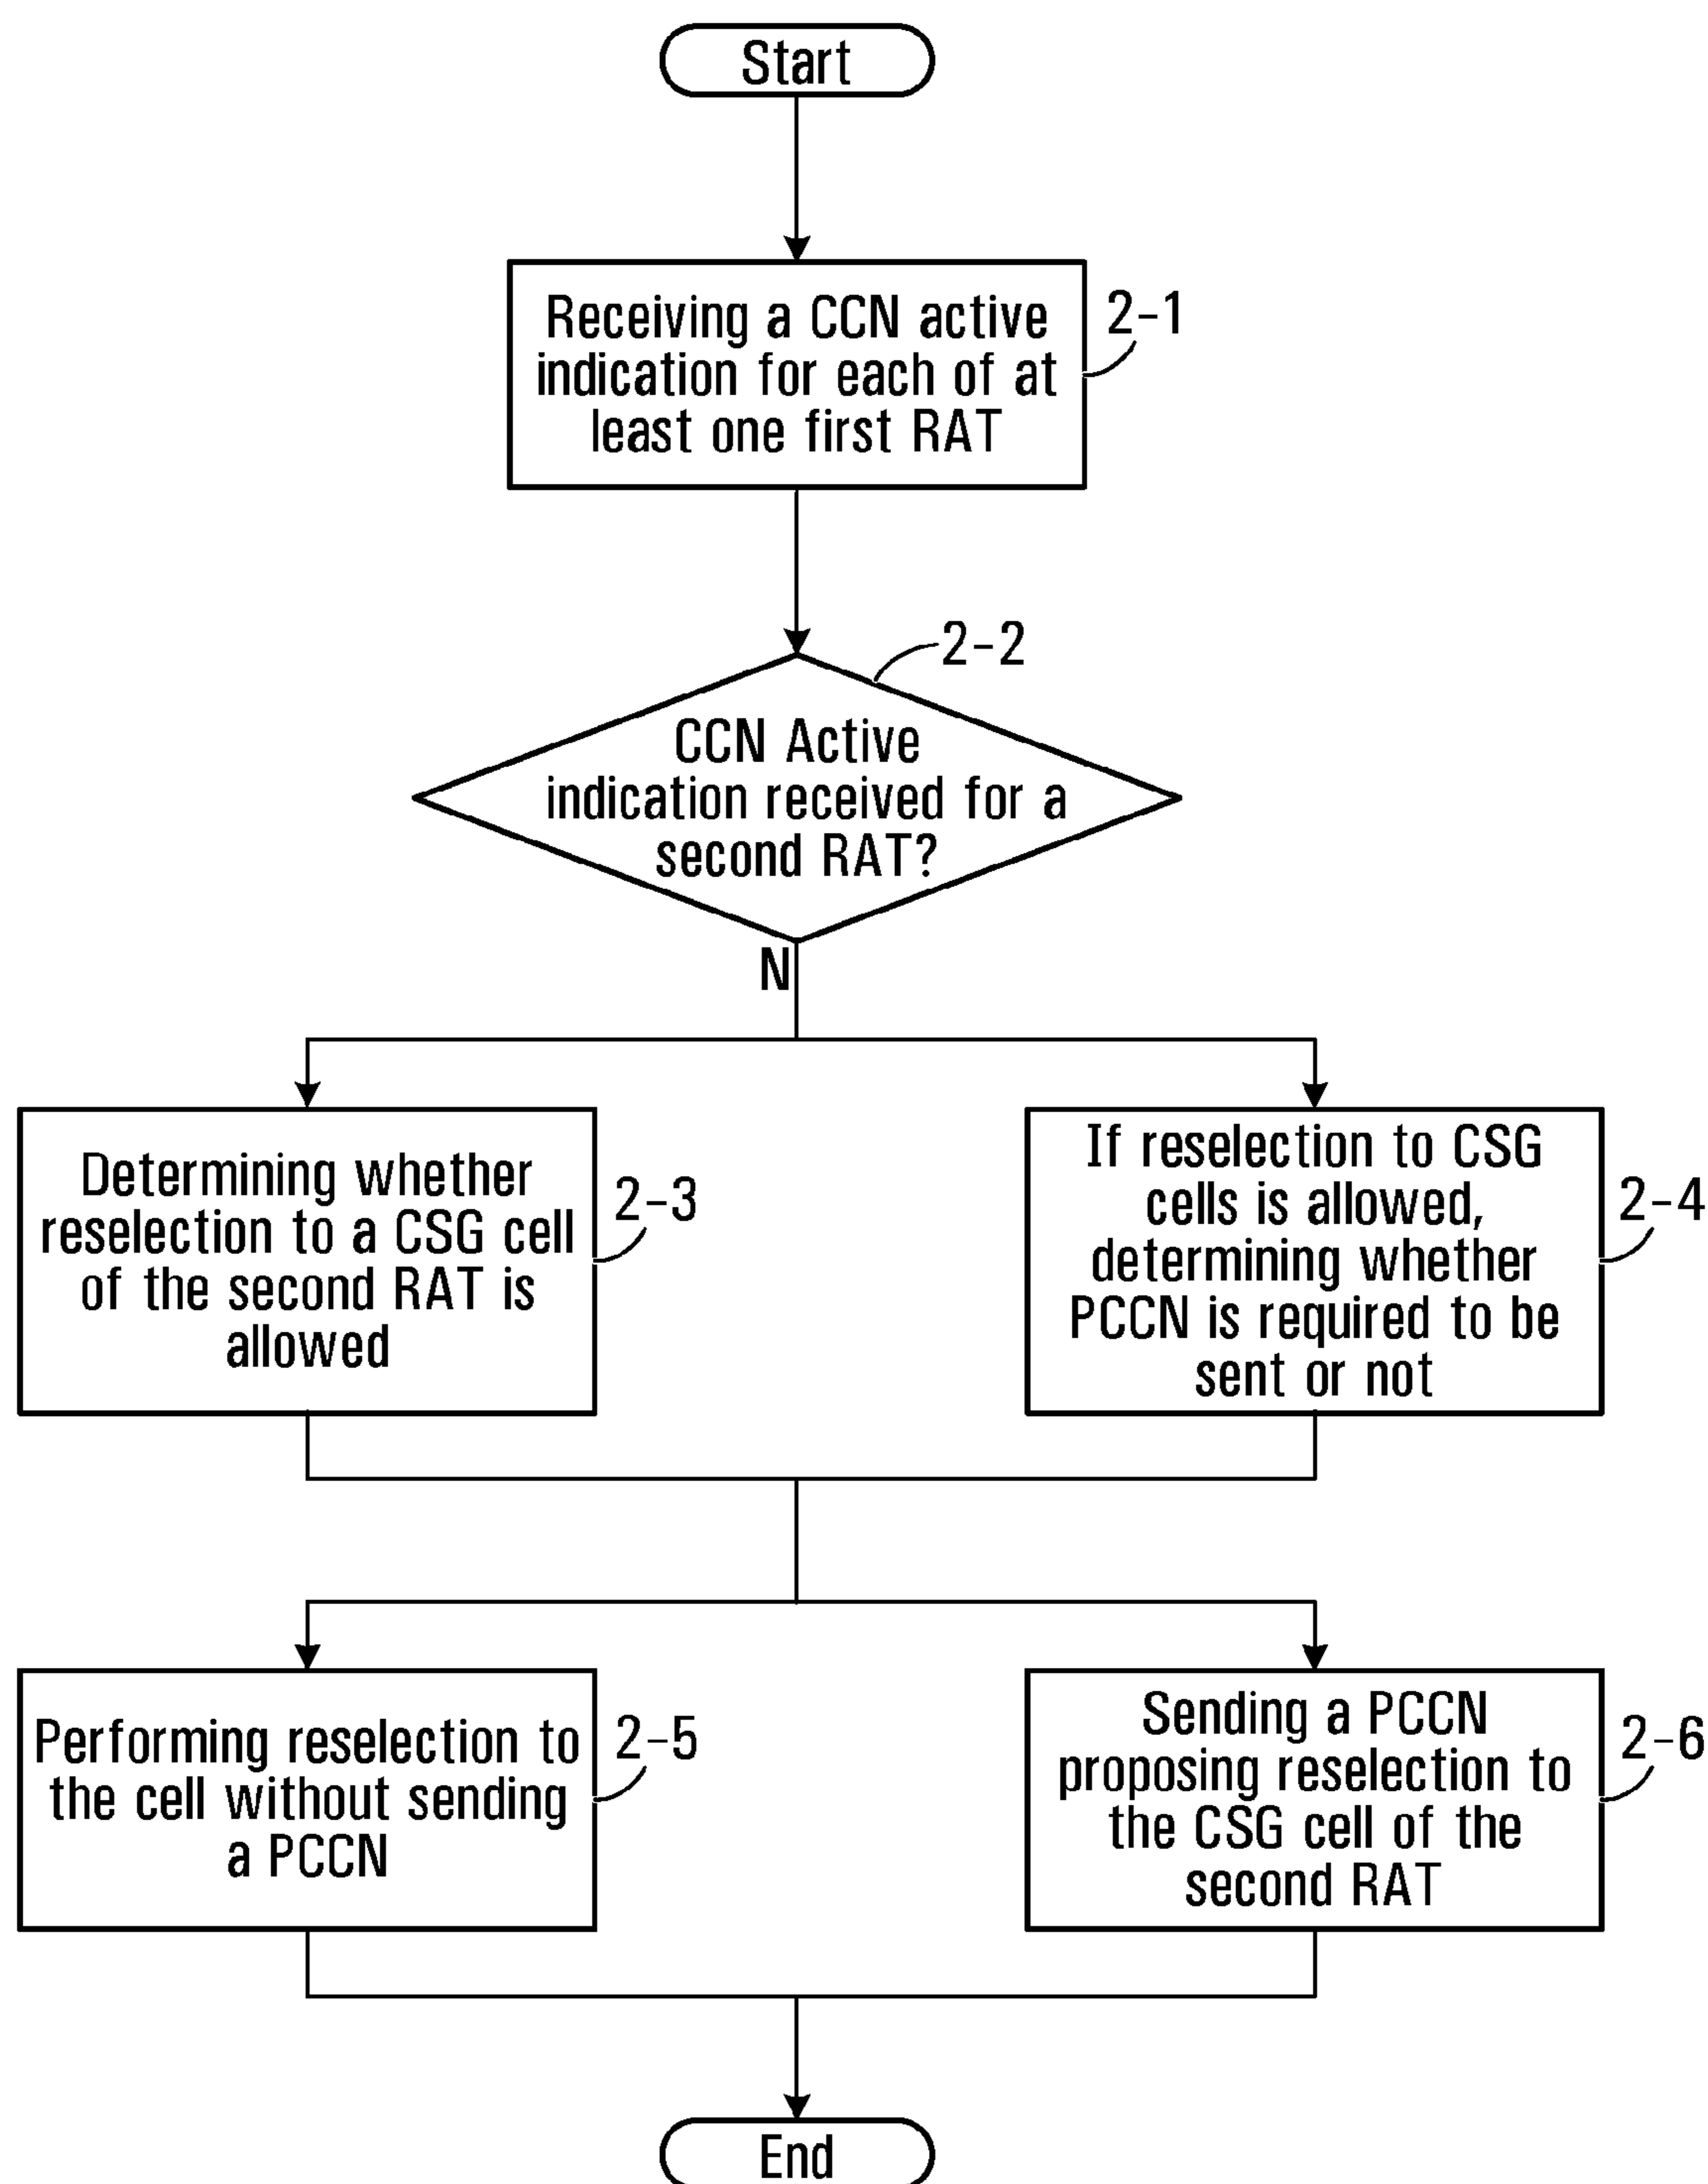 Start
Receiving a CCN active
indication for each of at
least one first RAT
2-1
2-2
CCN Active
indication received for a
second RAT?
N
Determining whether
reselection to a CSG cell
of the second RAT is
allowed
2-3
If reselection to CSG
cells is allowed,
determining whether
PCCN is required to be
sent or not
2-4
Performing reselection to
the cell without sending
a PCCN
2-5
Sending a PCCN
proposing reselection to
the CSG cell of the
second RAT
2-6
End